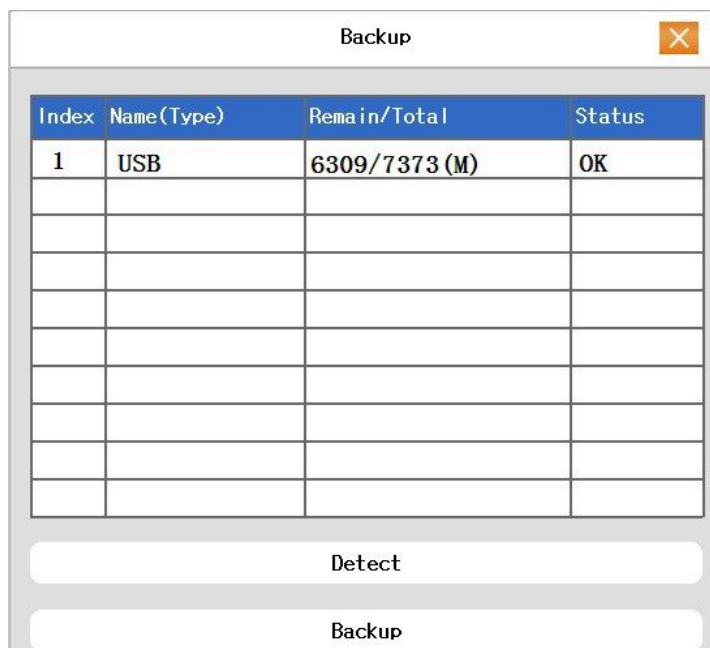 Backup
Index Name(Type) Remain/Total Status
1 USB 6309/7373(M) OK
Detect
Backup